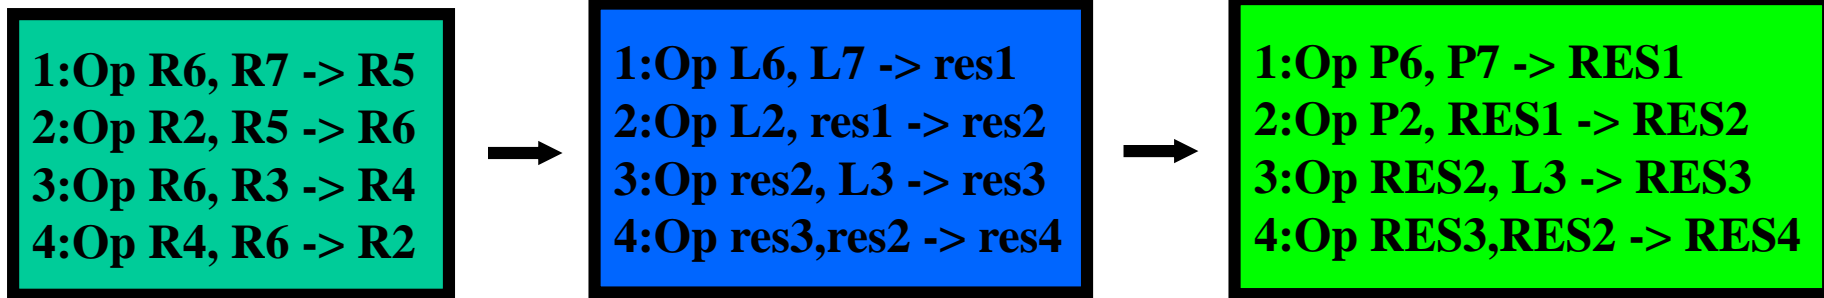 1:Op R6, R7 -> R5
2:Op R2, R5 -> R6
3:Op R6, R3 -> R4
4:Op R4, R6 -> R2
1:Op L6, L7 -> res1
2:Op L2, res1 -> res2
3:Op res2, L3 -> res3
4:Op res3,res2 -> res4
1:Op P6, P7 -> RES1
2:Op P2, RES1 -> RES2
3:Op RES2, L3 -> RES3
4:Op RES3,RES2 -> RES4